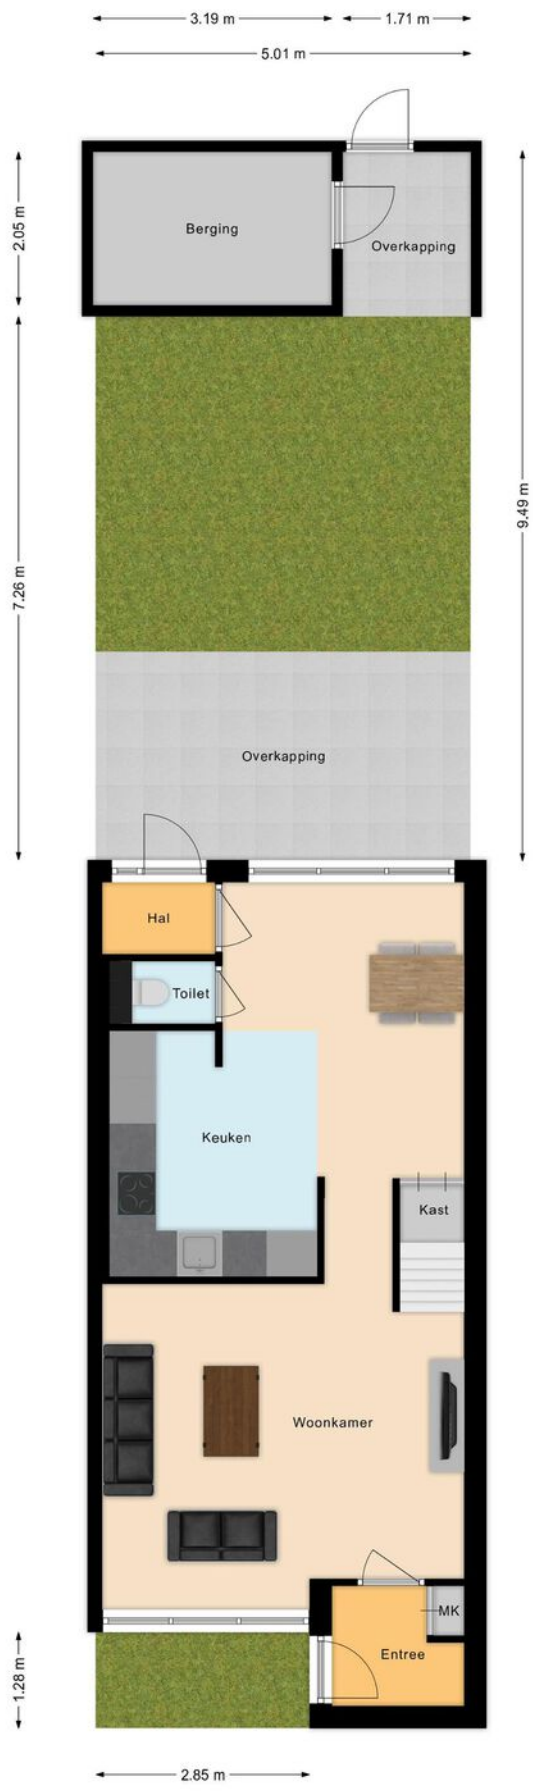 3.19 m
1.71 m
5.01 m
Berging
Overkapping
2.05 m
7.26 m
9.49 m
Overkapping
Hal
Toilet
Keuken
Kast
Woonkamer
MK
Entree
1.28 m
2.85 m